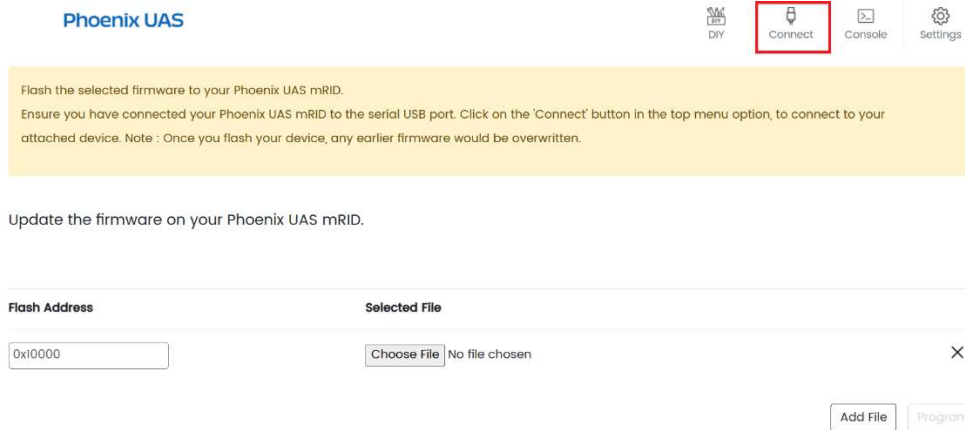 Phoenix UAS
DIY
DIY
Connect
Console
Settings
Flash the selected firmware to your Phoenix UAS mRID.
Ensure you have connected your Phoenix UAS mRID to the serial USB port. Click on the 'Connect' button in the top menu option, to connect to your
attached device. Note : Once you flash your device, any earlier firmware would be overwritten.
Update the firmware on your Phoenix UAS mRID.
Flash Address Selected File
0x10000 Choose File No file chosen
Add File Program